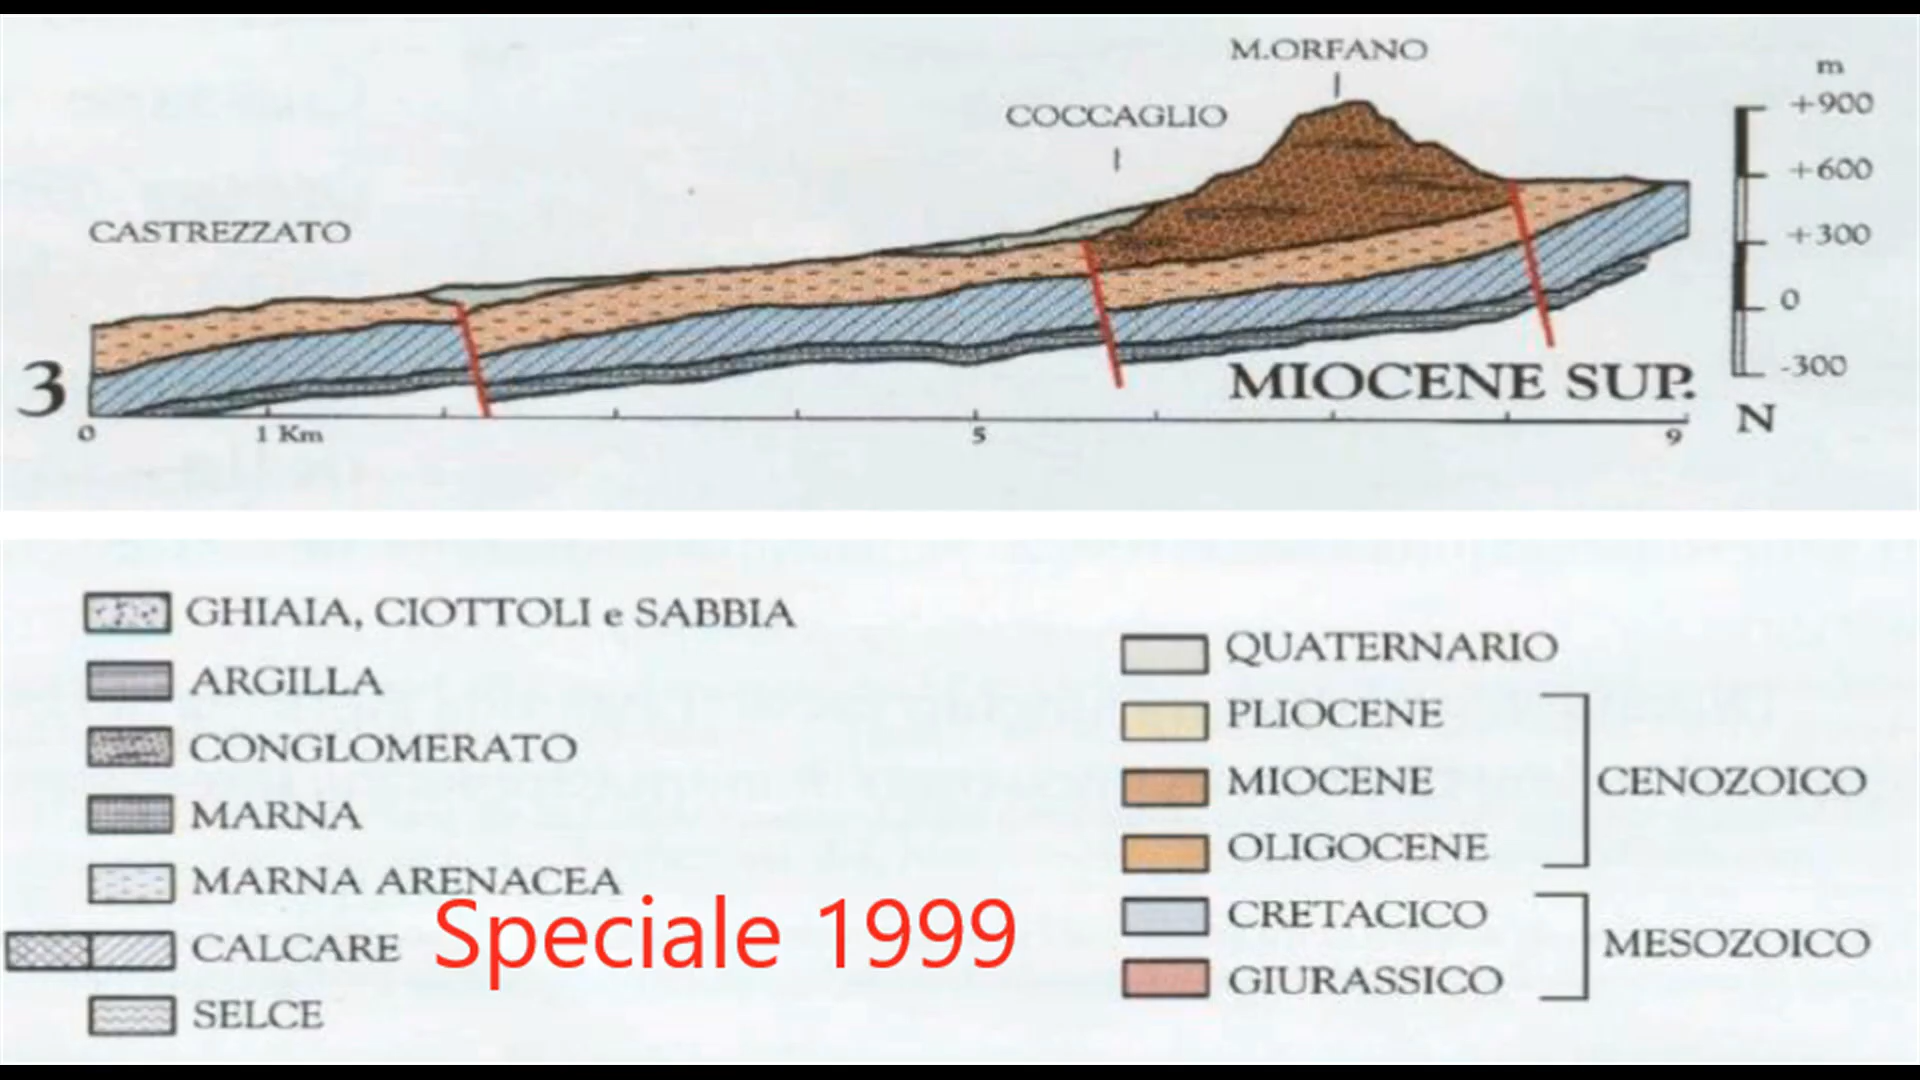 M.ORFANO
m
COCCAGLIO
+900
+600
CASTREZZATO
+300
0
3
MIOCENE SUP.
-300
0
1 Km
5
9
N
GHIAIA, CIOTTOLI e SABBIA
ARGILLA
CONGLOMERATO
MARNA
MARNA ARENACEA
CALCARE
SELCE
Speciale 1999
QUATERNARIO
PLIOCENE
MIOCENE
OLIGOCENE
CRETACICO
GIURASSICO
CENOZOICO
MESOZOICO